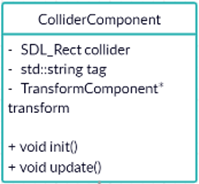 ColliderComponent
- SDL_Rect collider
- std::string tag
- TransformComponent*
transform
+ void init()
+ void update()